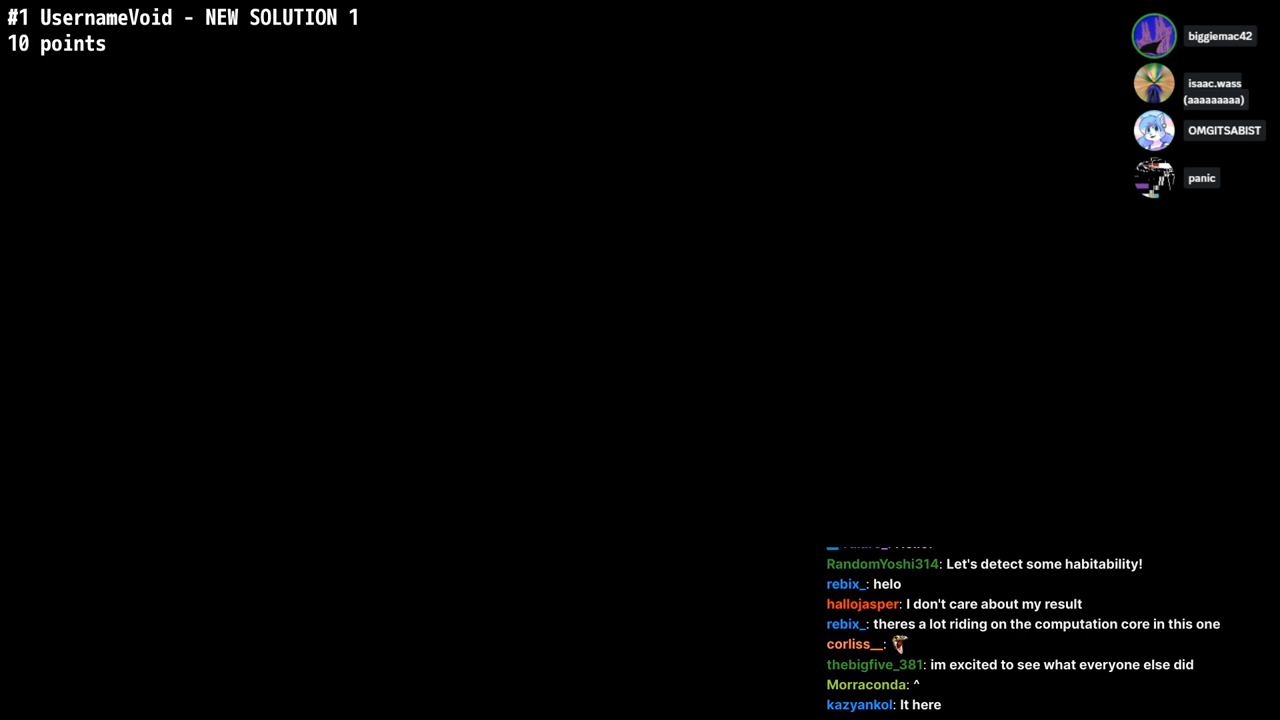 #1 UsernameVoid - NEW SOLUTION 1
10 points
biggiemac42
isaac.wass
(aaaaaaaaa)
OMGITSABIST
panic
RandomYoshi314: Let's detect some habitability!
rebix_: helo
hallojasper: I don't care about my result
rebix_: theres a lot riding on the computation core in this one
corliss__:
thebigfive_381: im excited to see what everyone else did
Morraconda: ^
kazyankol: It here